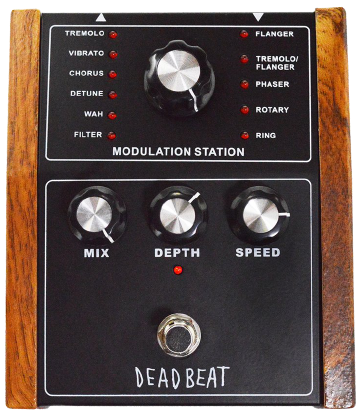 TREMOLO
VIBRATO
CHORUS
DETUNE
WAH
FILTER
FLANGER
TREMOLO/
FLANGER
PHASER
ROTARY
RING
MODULATION STATION
MIX
DEPTH
SPEED
DEADBEAT